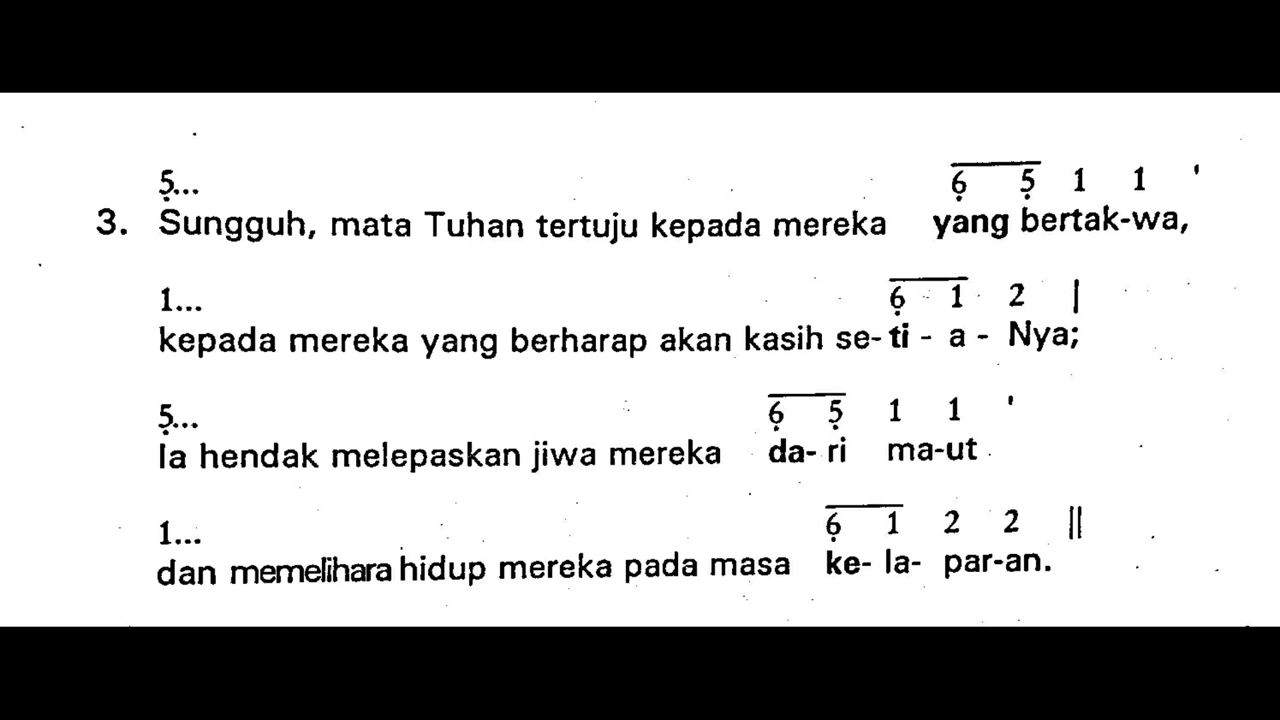 5̣... 6̣ 5̣ 1 1 '
3. Sungguh, mata Tuhan tertuju kepada mereka yang bertak-wa,
1... 6̣ 1 2 |
kepada mereka yang berharap akan kasih se-ti - a - Nya;
5̣... 6̣ 5̣ 1 1 '
Ia hendak melepaskan jiwa mereka da- ri ma-ut
1... 6̣ 1 2 2 ||
dan memelihara hidup mereka pada masa ke- la- par-an.